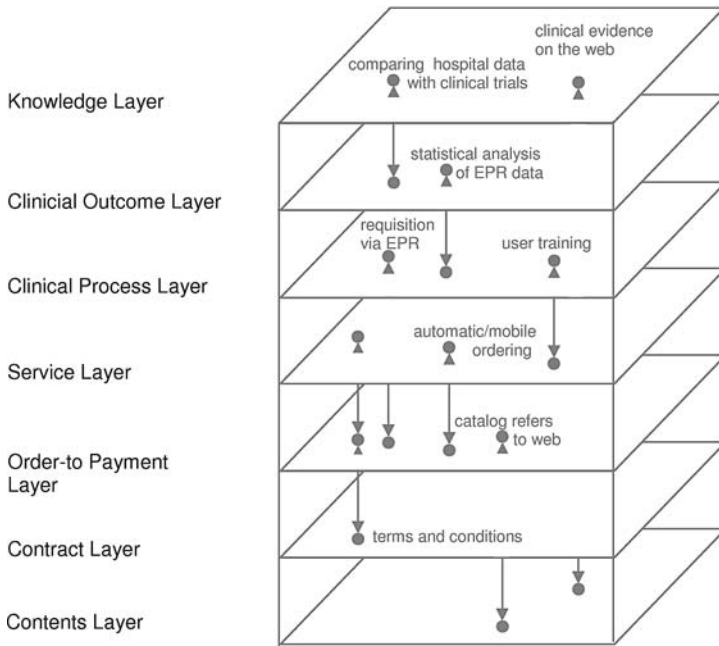 clinical evidence
on the web
comparing hospital data
with clinical trials
Knowledge Layer
statistical analysis
of EPR data
Clinicial Outcome Layer
requisition
via EPR
user training
Clinical Process Layer
automatic/mobile
ordering
Service Layer
catalog refers
to web
Order-to Payment
Layer
terms and conditions
Contract Layer
Contents Layer